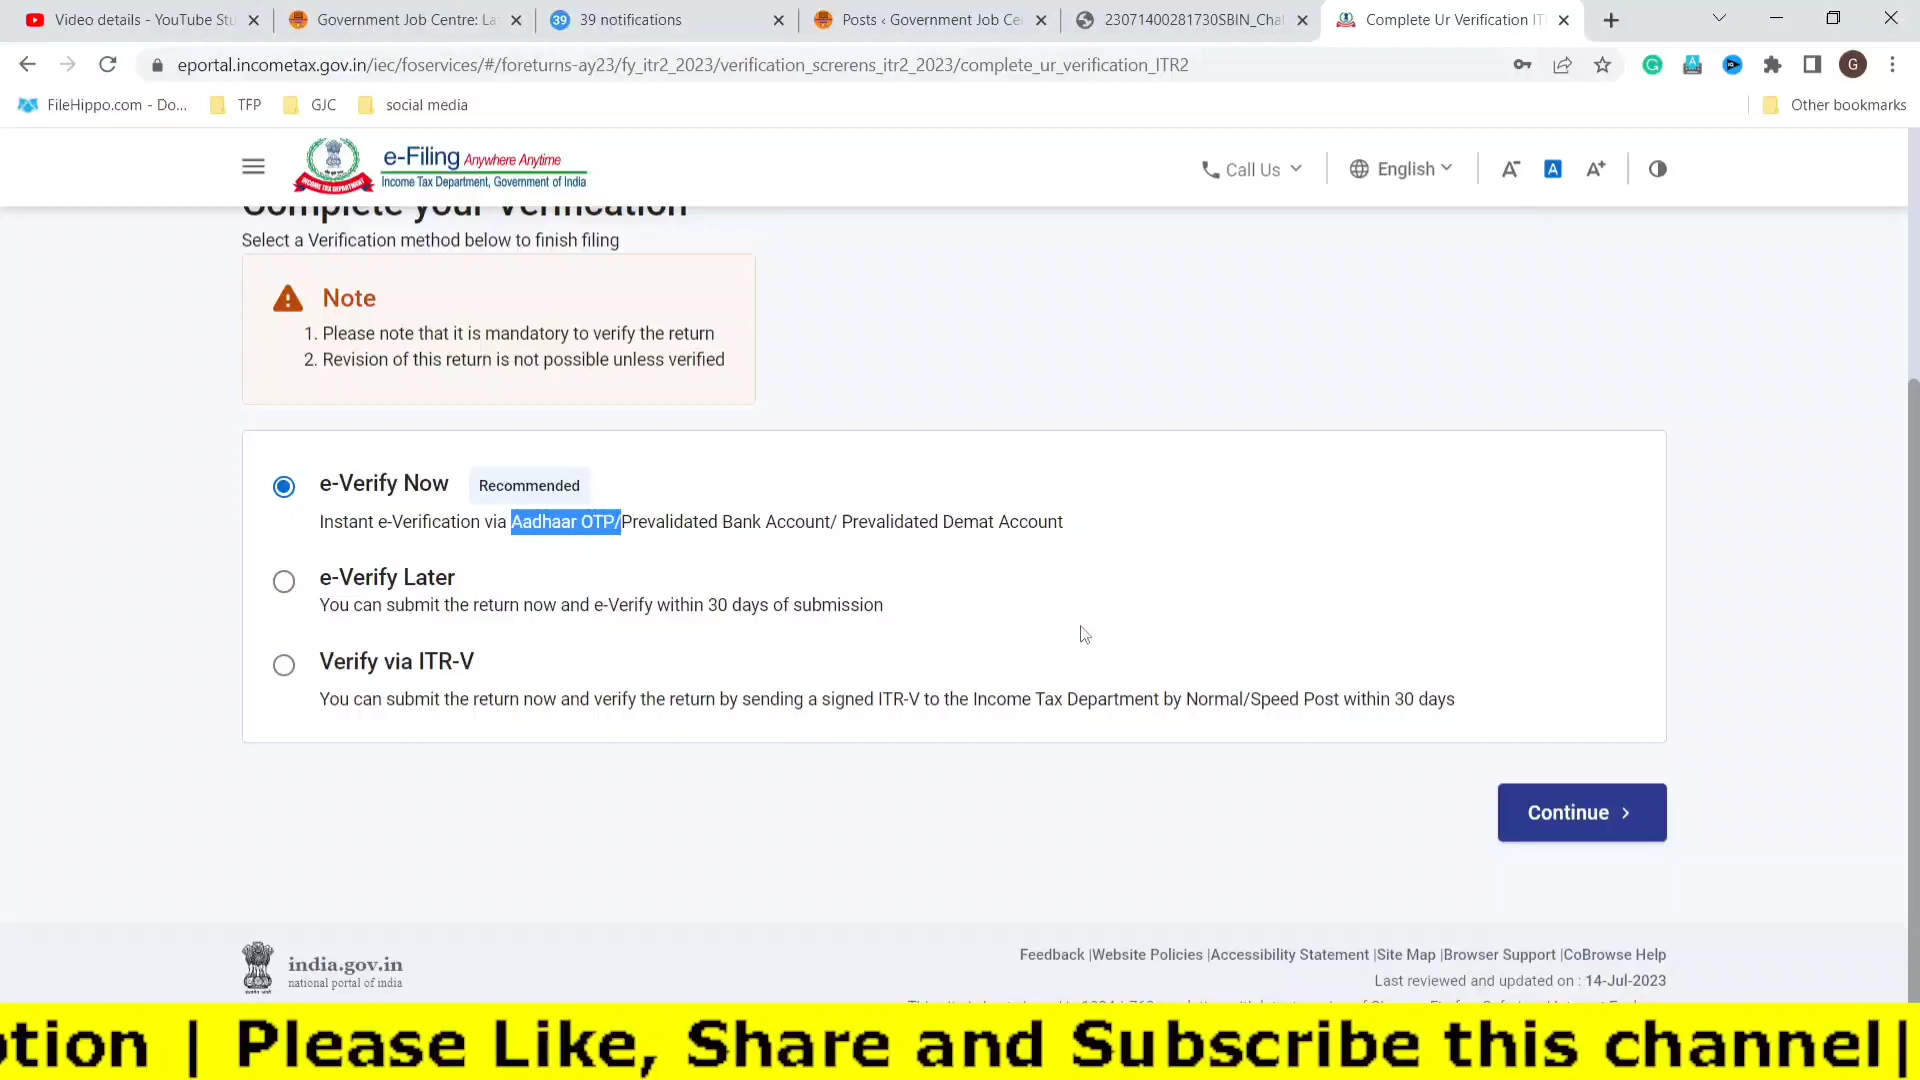 Video details - YouTube Stu
Government Job Centre: La
39 39 notifications
Posts ‹ Government Job Ce
23071400281730SBIN_Chal
Complete Ur Verification IT
eportal.incometax.gov.in/iec/foservices/#/foreturns-ay23/fy_itr2_2023/verification_screrens_itr2_2023/complete_ur_verification_ITR2
G
FileHippo.com - Do...
TFP
GJC
social media
Other bookmarks
e-Filing Anywhere Anytime
Income Tax Department, Government of India
INCOME TAX DEPARTMENT
Call Us
English
A-
A
A+
Complete your Verification
Select a Verification method below to finish filing
Note
1. Please note that it is mandatory to verify the return
2. Revision of this return is not possible unless verified
e-Verify Now Recommended
Instant e-Verification via Aadhaar OTP/Prevalidated Bank Account/ Prevalidated Demat Account
e-Verify Later
You can submit the return now and e-Verify within 30 days of submission
Verify via ITR-V
You can submit the return now and verify the return by sending a signed ITR-V to the Income Tax Department by Normal/Speed Post within 30 days
Continue
india.gov.in
national portal of india
Feedback |Website Policies |Accessibility Statement |Site Map |Browser Support |CoBrowse Help
Last reviewed and updated on : 14-Jul-2023
ption | Please Like, Share and Subscribe this channel|